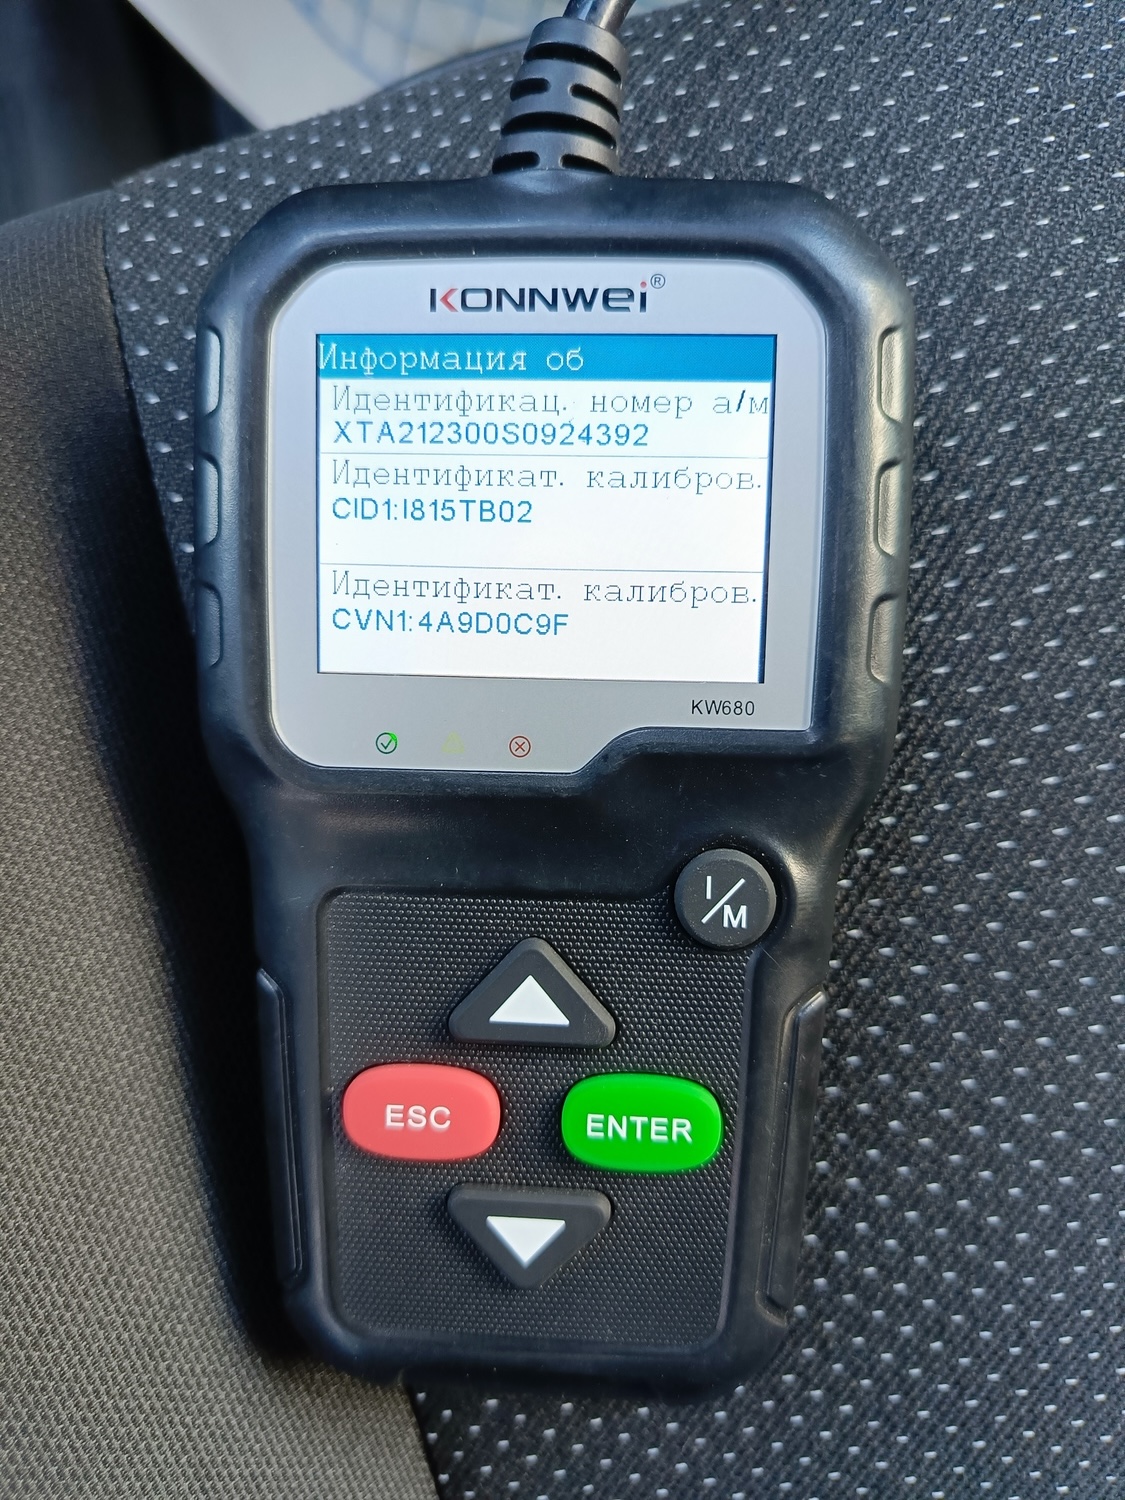 KONNWEI®
Информация об
Идентификац. номер а/м
XTA212300S0924392
Идентификат. калибров.
CID1:I815TB02
Идентификат. калибров.
CVN1:4A9D0C9F
KW680
I/M
ESC
ENTER